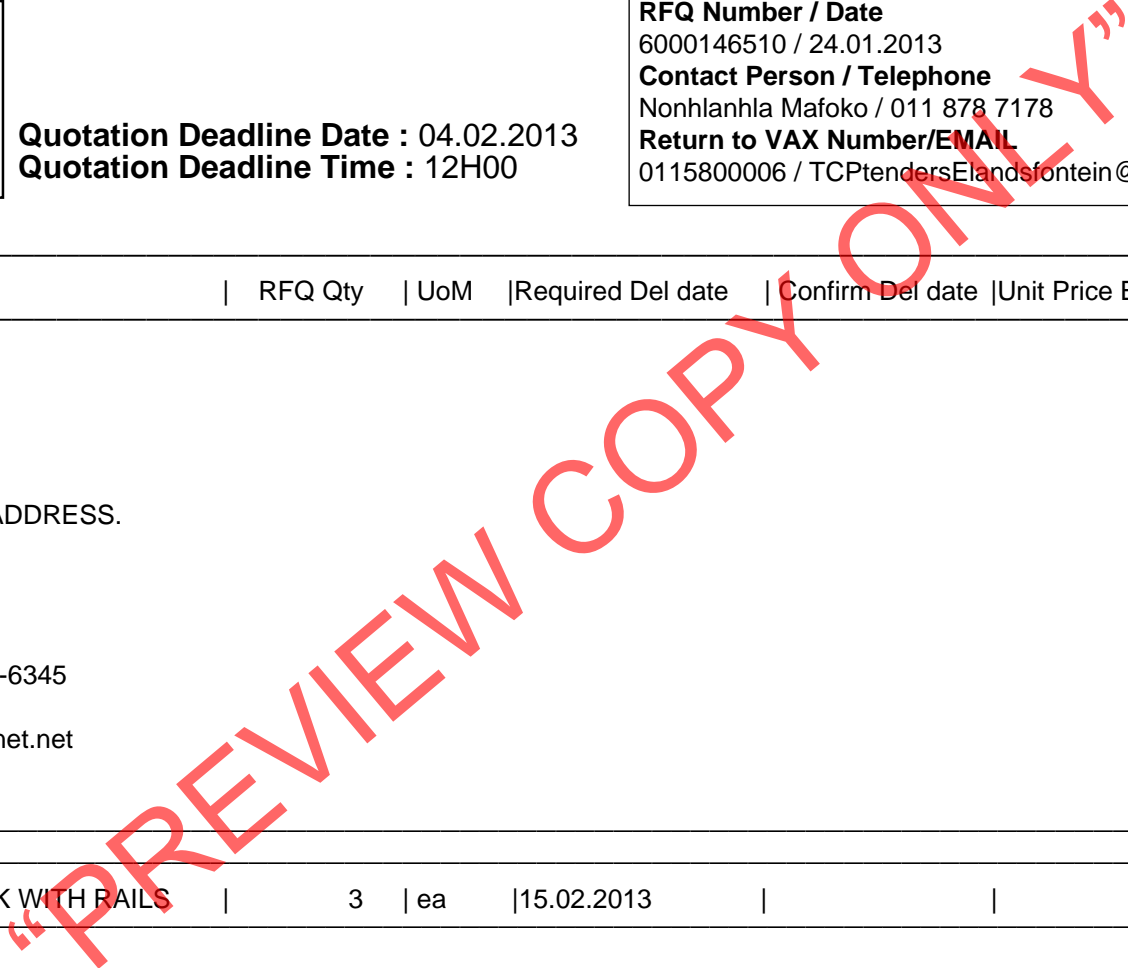 RFQ Number / Date
6000146510 / 24.01.2013
Contact Person / Telephone
Nonhlanhla Mafoko / 011 878 7178
Return to VAX Number/EMAIL
0115800006 / TCPtendersElandsfontein@
Quotation Deadline Date : 04.02.2013
Quotation Deadline Time : 12H00
| RFQ Qty | UoM |Required Del date | Confirm Del date |Unit Price E
ADDRESS.
-6345
net.net
K WITH RAILS | 3 | ea |15.02.2013 | |
“PREVIEW COPY ONLY”